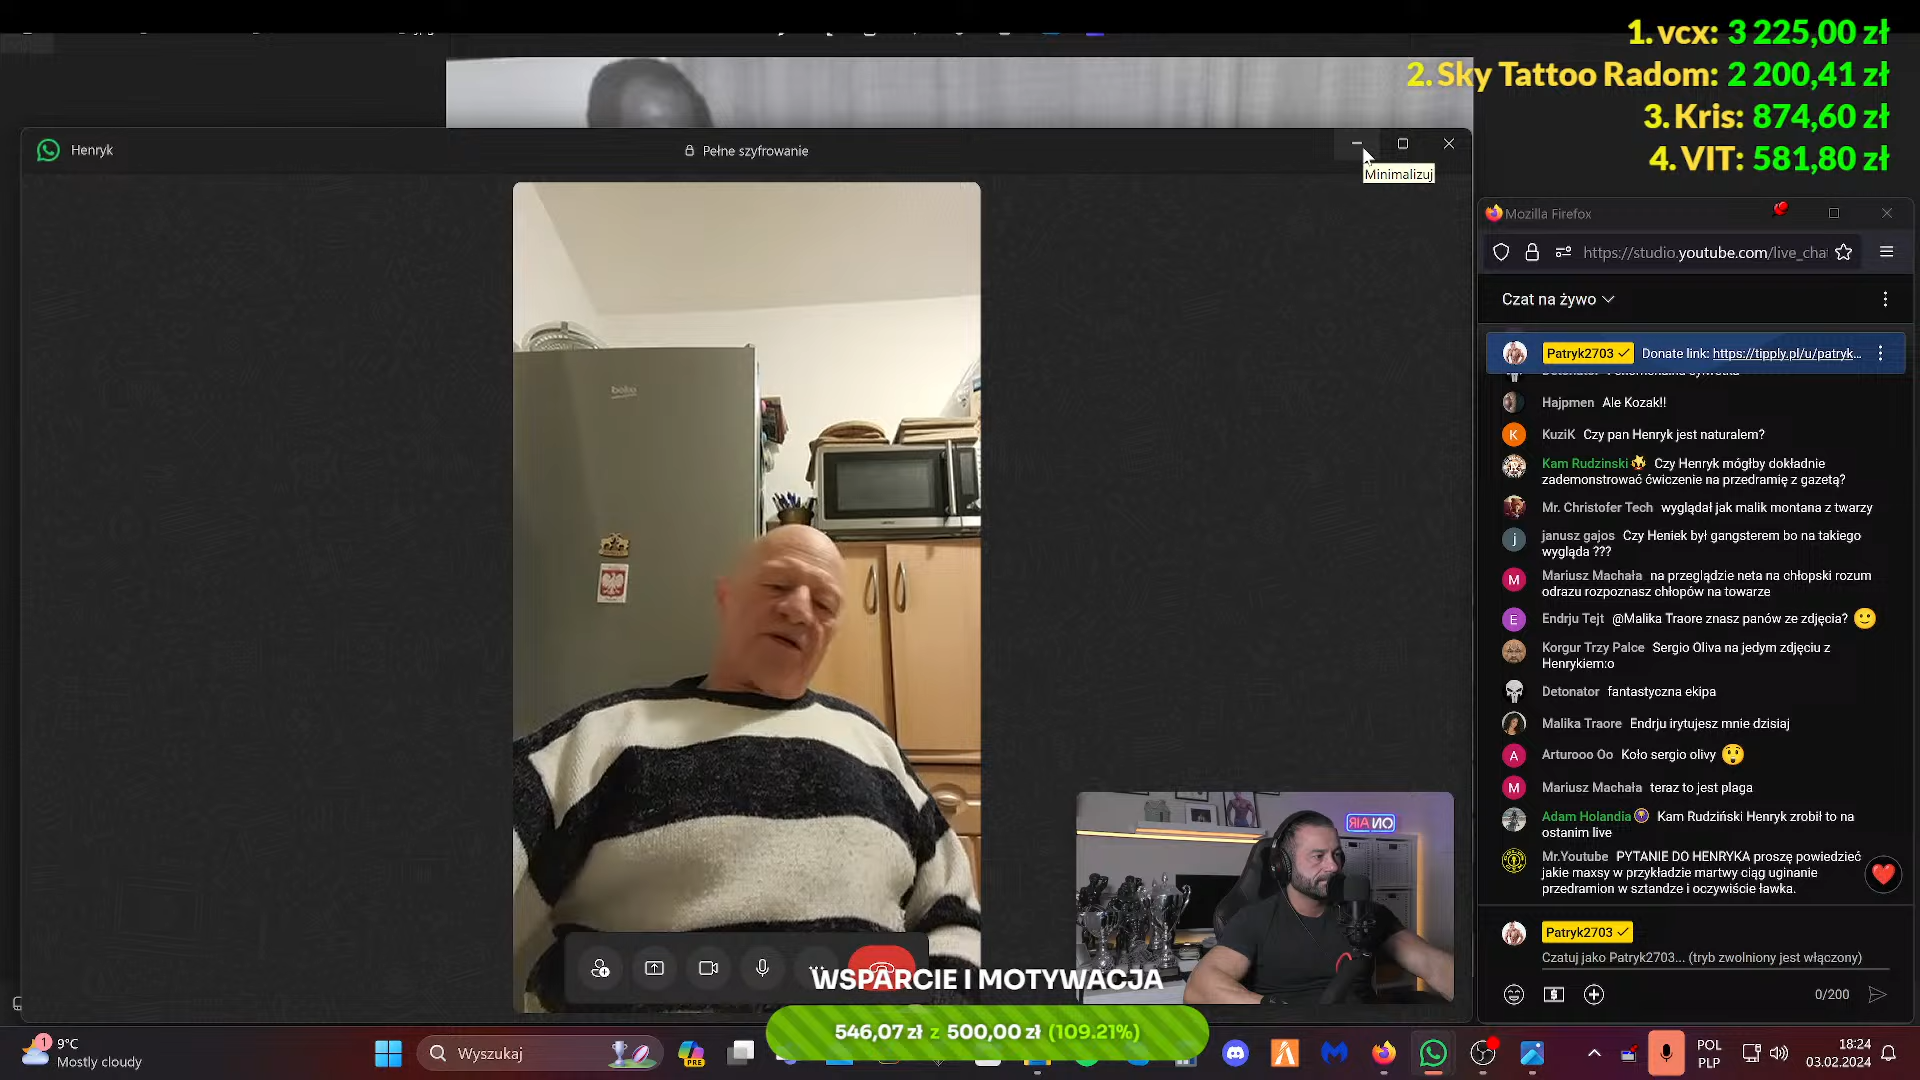 1. vcx: 3 225,00 zł
2. Sky Tattoo Radom: 2 200,41 zł
3. Kris: 874,60 zł
4. VIT: 581,80 zł
Henryk
Pełne szyfrowanie
Minimalizuj
beko
Mozilla Firefox
https://studio.youtube.com/live_cha
Czat na żywo
Patryk2703 Donate link: https://tipply.pl/u/patryk...
Hajpmen Ale Kozak!!
KuziK Czy pan Henryk jest naturalem?
Kam Rudzinski Czy Henryk mógłby dokładnie
zademonstrować ćwiczenie na przedramię z gazetą?
Mr. Christofer Tech wyglądał jak malik montana z twarzy
janusz gajos Czy Heniek był gangsterem bo na takiego
wygląda ???
Mariusz Machała na przeglądzie neta na chłopski rozum
odrazu rozpoznasz chłopów na towarze
Endrju Tejt @Malika Traore znasz panów ze zdjęcia?
Korgur Trzy Palce Sergio Oliva na jedym zdjęciu z
Henrykiem:o
Detonator fantastyczna ekipa
Malika Traore Endrju irytujesz mnie dzisiaj
Arturooo Oo Koło sergio olivy
Mariusz Machała teraz to jest plaga
Adam Holandia Kam Rudziński Henryk zrobił to na
ostanim live
Mr.Youtube PYTANIE DO HENRYKA proszę powiedzieć
jakie maxsy w przykładzie martwy ciąg uginanie
przedramion w sztandze i oczywiście ławka.
Patryk2703
Czatuj jako Patryk2703... (tryb zwolniony jest włączony)
0/200
ON AIR
WSPARCIE I MOTYWACJA
546,07 zł z 500,00 zł (109.21%)
1
9°C
Mostly cloudy
Wyszukaj
PRE
POL
PLP
18:24
03.02.2024